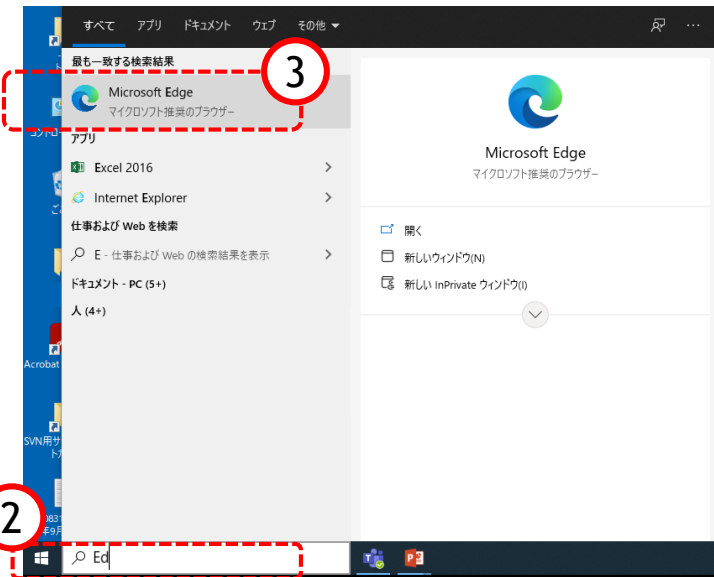 すべて アプリ ドキュメント ウェブ その他
最も一致する検索結果
3
Microsoft Edge
マイクロソフト推奨のブラウザー
アプリ
Excel 2016
Internet Explorer
仕事および Web を検索
E - 仕事および Web の検索結果を表示
ドキュメント - PC (5+)
人 (4+)
Microsoft Edge
マイクロソフト推奨のブラウザー
開く
新しいウィンドウ(N)
新しい InPrivate ウィンドウ(I)
コントロ
Acrobat
SVN用サ
2
Ed